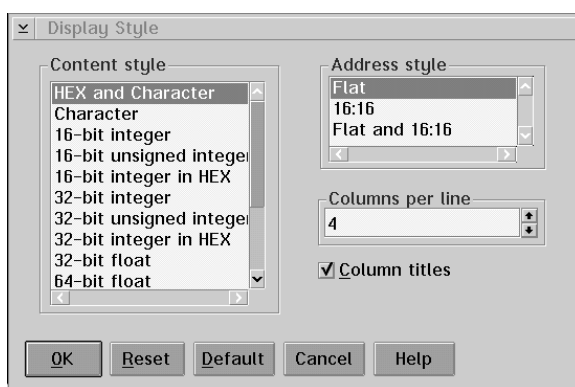 Display Style
Content style
HEX and Character
Character
16-bit integer
16-bit unsigned integer
16-bit integer in HEX
32-bit integer
32-bit unsigned integer
32-bit integer in HEX
32-bit float
64-bit float
Address style
Flat
16:16
Flat and 16:16
Columns per line
4
Column titles
OK Reset Default Cancel Help